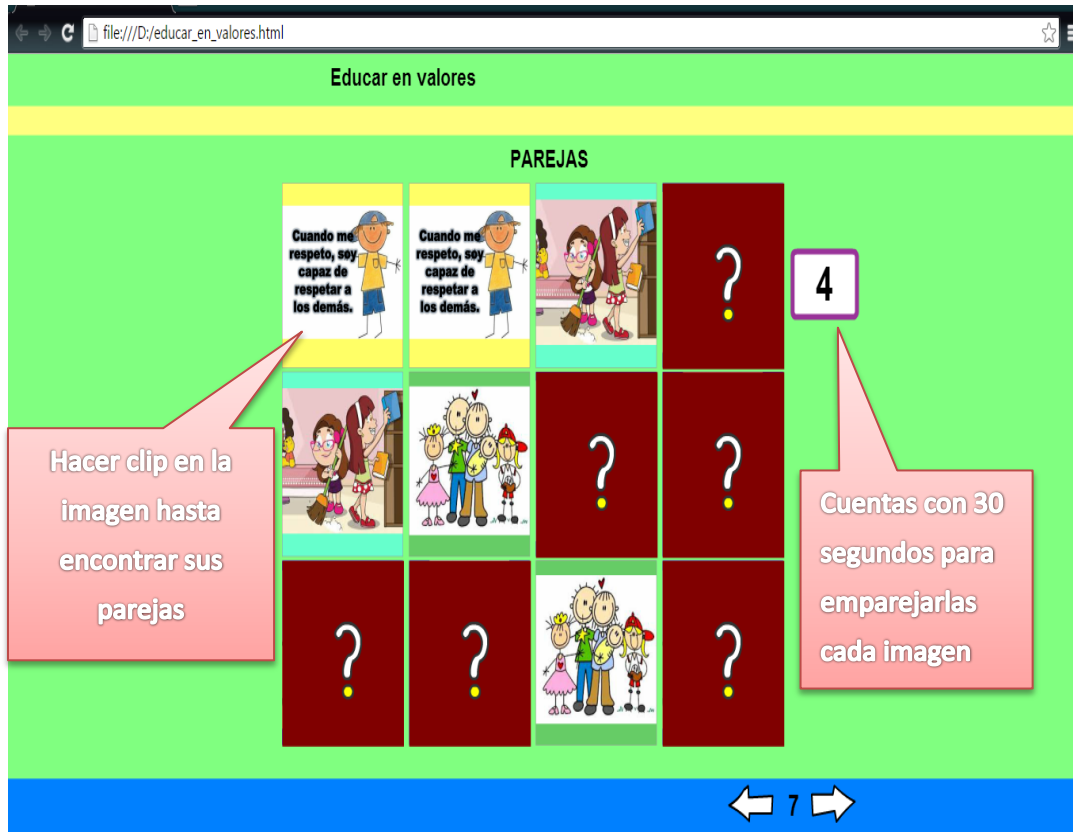 file:///D:/educar_en_valores.html
Educar en valores
PAREJAS
Cuando me
respeto, soy
capaz de
respetar a
los demás.
Cuando me
respeto, soy
capaz de
respetar a
los demás.
?
4
?
?
?
?
?
Hacer clip en la
imagen hasta
encontrar sus
parejas
Cuentas con 30
segundos para
emparejarlas
cada imagen
7